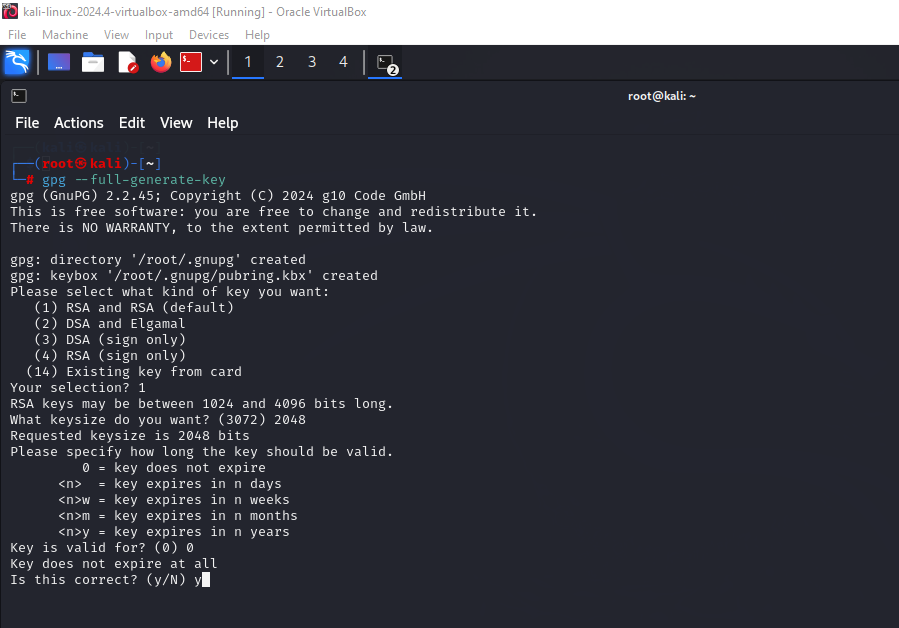 kali-linux-2024.4-virtualbox-amd64 [Running] - Oracle VirtualBox
File Machine View Input Devices Help
1 2 3 4 2
root@kali: ~
File Actions Edit View Help
┌──(root㉿kali)-[~]
└─# gpg --full-generate-key
gpg (GnuPG) 2.2.45; Copyright (C) 2024 g10 Code GmbH
This is free software: you are free to change and redistribute it.
There is NO WARRANTY, to the extent permitted by law.
gpg: directory '/root/.gnupg' created
gpg: keybox '/root/.gnupg/pubring.kbx' created
Please select what kind of key you want:
   (1) RSA and RSA (default)
   (2) DSA and Elgamal
   (3) DSA (sign only)
   (4) RSA (sign only)
  (14) Existing key from card
Your selection? 1
RSA keys may be between 1024 and 4096 bits long.
What keysize do you want? (3072) 2048
Requested keysize is 2048 bits
Please specify how long the key should be valid.
         0 = key does not expire
      <n>  = key expires in n days
      <n>w = key expires in n weeks
      <n>m = key expires in n months
      <n>y = key expires in n years
Key is valid for? (0) 0
Key does not expire at all
Is this correct? (y/N) y